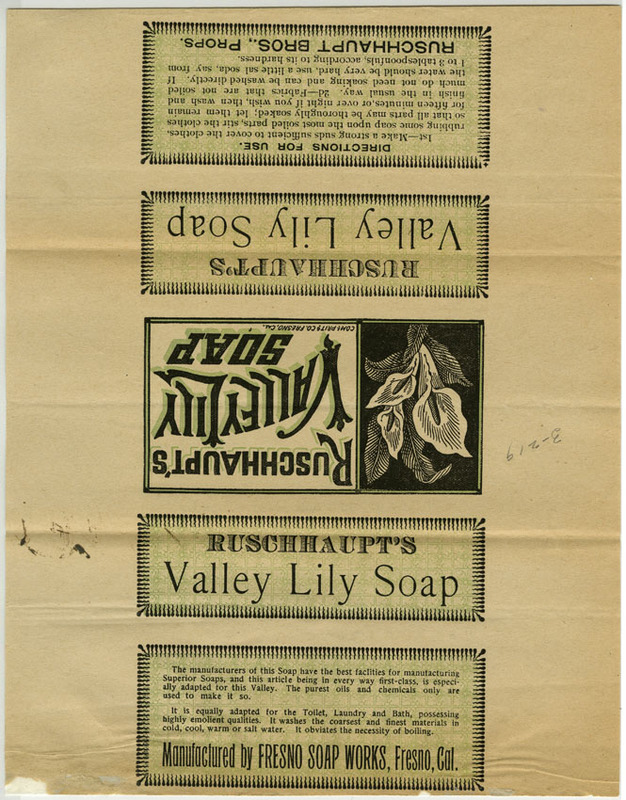 DIRECTIONS FOR USE.
1st—Make a strong suds sufficient to cover the clothes,
rubbing some soap upon the most soiled parts, stir the clothes
so that all parts may be thoroughly soaked; let them remain
for fifteen minutes,or over night if you wish, then wash and
finish in the usual way. 2d—Fabrics that are not soiled
much do not need soaking and can be washed directly. If
the water should be very hard, use a little sal soda, say from
1 to 3 tablespoonfuls, according to its hardness.
RUSCHHAUPT BROS., PROPS.
RUSCHHAUPT'S
Valley Lily Soap
RUSCHHAUPT'S
VALLEY LILY
SOAP
3-219
RUSCHHAUPT'S
Valley Lily Soap
The manufacturers of this Soap have the best facilties for manufacturing
Superior Soaps, and this article being in every way first-class, is especi-
ally adapted for this Valley. The purest oils and chemicals only are
used to make it so.
It is equally adapted for the Toilet, Laundry and Bath, possessing
highly emolient qualities. It washes the coarsest and finest materials in
cold, cool, warm or salt water. It obviates the necessity of boiling.
Manufactured by FRESNO SOAP WORKS, Fresno, Cal.